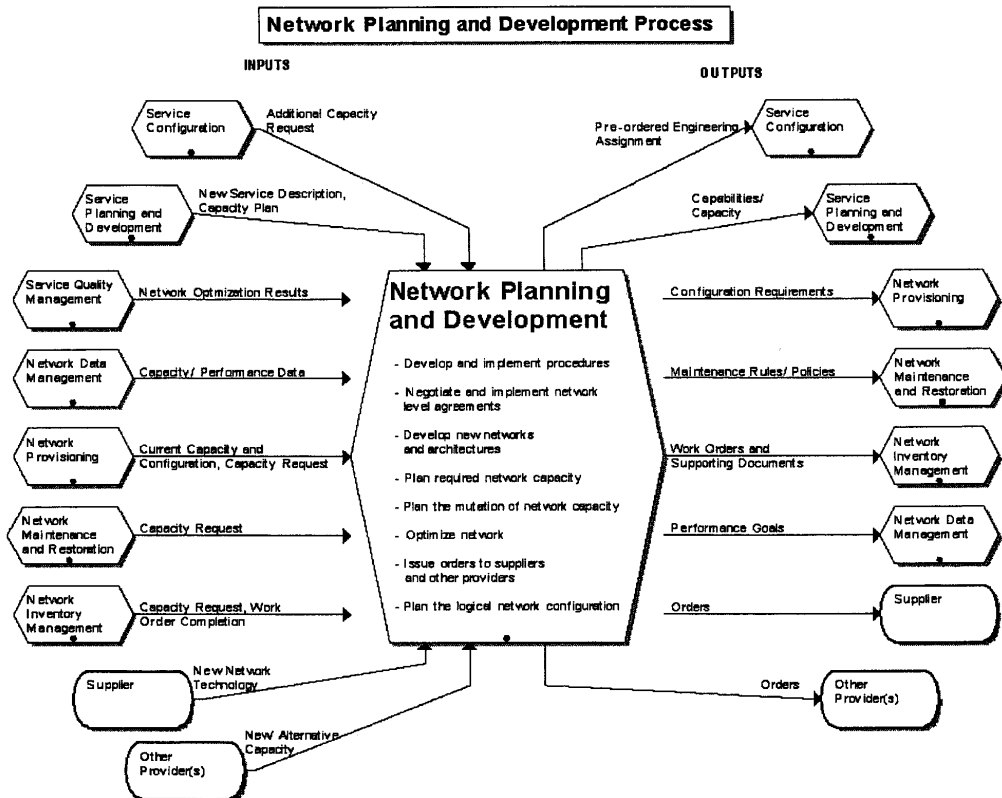 Network Planning and Development Process
INPUTS
OUTPUTS
Service
Configuration
Additional Capacity
Request
Pre-ordered Engineering
Assignment
Service
Configuration
Service
Planning and
Development
New Service Description,
Capacity Plan
Capabilities/
Capacity
Service
Planning and
Development
Service Quality
Management
Network Optmization Results
Network Data
Management
Capacity/ Performance Data
Network
Provisioning
Current Capacity and
Configuration, Capacity Request
Network
Maintenance
and Restoration
Capacity Request
Network
Inventory
Management
Capacity Request, Work
Order Completion
Supplier
New Network
Technology
Other
Provider(s)
New/ Alternative
Capacity
Network Planning
and Development
- Develop and implement procedures
- Negotiate and implement network
level agreements
- Develop new networks
and architectures
- Plan required network capacity
- Plan the mutation of network capacity
- Optimize network
- Issue orders to suppliers
and other providers
- Plan the logical network configuration
Configuration Requirements
Network
Provisioning
Maintenance Rules/ Policies
Network
Maintenance
and Restoration
Work Orders and
Supporting Documents
Network
Inventory
Management
Performance Goals
Network Data
Management
Orders
Supplier
Orders
Other
Provider(s)